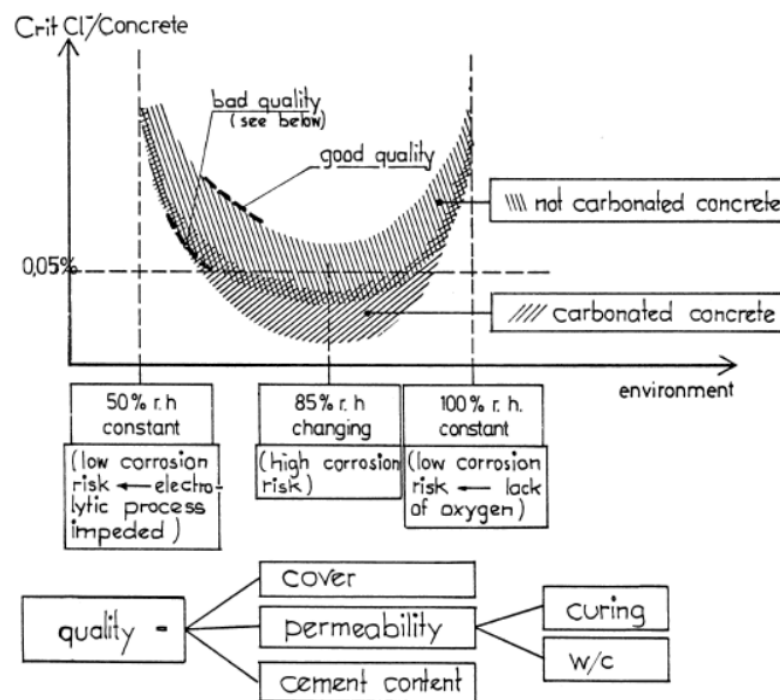 Crit Cl⁻/Concrete
bad quality
(see below)
good quality
\\\\ not carbonated concrete
0,05%
//// carbonated concrete
environment
50% r. h
constant
(low corrosion
risk ← electro-
lytic process
impeded)
85% r. h
changing
(high corrosion
risk)
100% r. h.
constant
(low corrosion
risk ← lack
of oxygen)
quality -
cover
permeability
cement content
curing
w/c